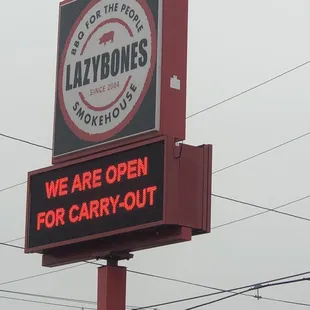 BBQ FOR THE PEOPLE
LAZYBONES
SINCE 2004
SMOKEHOUSE
WE ARE OPEN
FOR CARRY-OUT